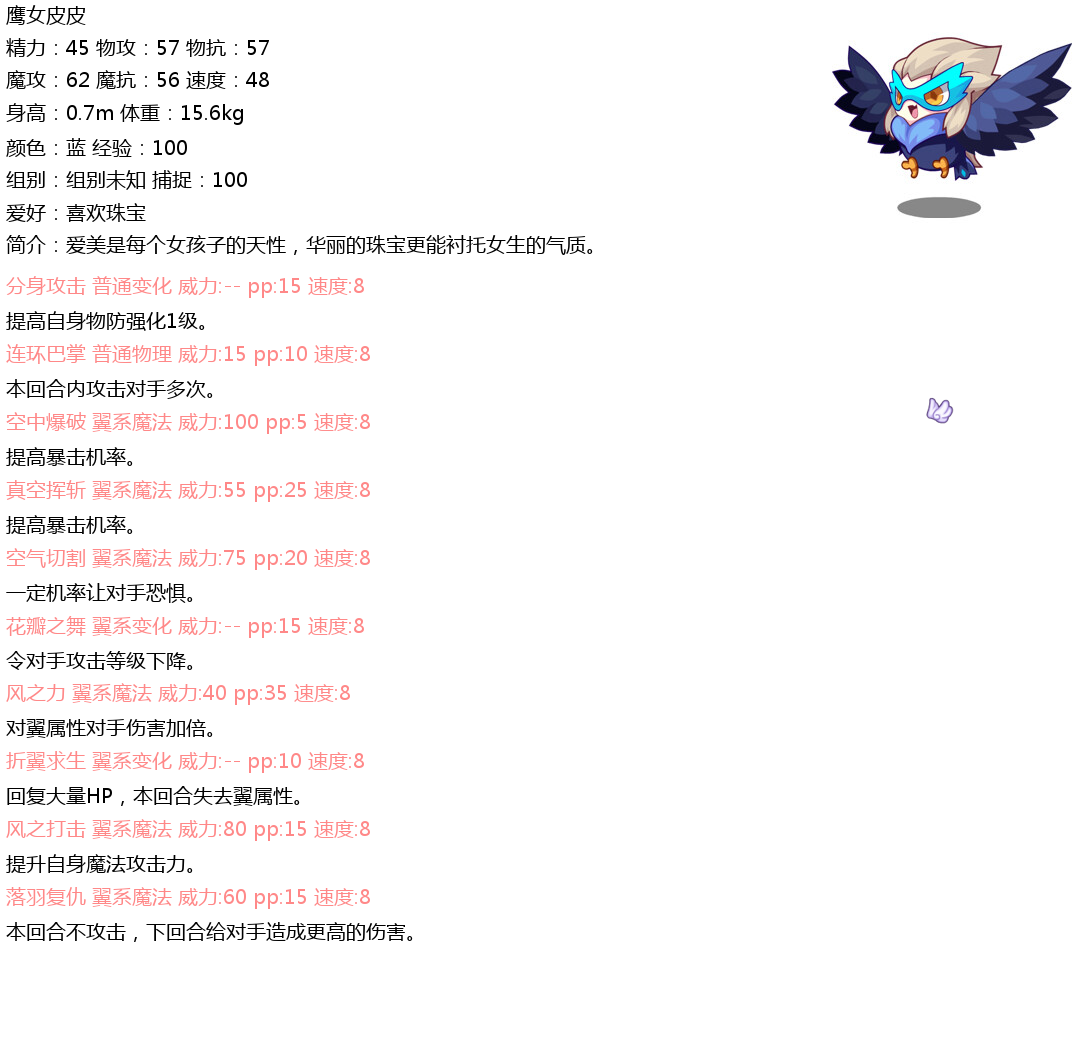 鹰女皮皮
精力：45 物攻：57 物抗：57
魔攻：62 魔抗：56 速度：48
身高：0.7m 体重：15.6kg
颜色：蓝 经验：100
组别：组别未知 捕捉：100
爱好：喜欢珠宝
简介：爱美是每个女孩子的天性，华丽的珠宝更能衬托女生的气质。
分身攻击 普通变化 威力:-- pp:15 速度:8
提高自身物防强化1级。
连环巴掌 普通物理 威力:15 pp:10 速度:8
本回合内攻击对手多次。
空中爆破 翼系魔法 威力:100 pp:5 速度:8
提高暴击机率。
真空挥斩 翼系魔法 威力:55 pp:25 速度:8
提高暴击机率。
空气切割 翼系魔法 威力:75 pp:20 速度:8
一定机率让对手恐惧。
花瓣之舞 翼系变化 威力:-- pp:15 速度:8
令对手攻击等级下降。
风之力 翼系魔法 威力:40 pp:35 速度:8
对翼属性对手伤害加倍。
折翼求生 翼系变化 威力:-- pp:10 速度:8
回复大量HP，本回合失去翼属性。
风之打击 翼系魔法 威力:80 pp:15 速度:8
提升自身魔法攻击力。
落羽复仇 翼系魔法 威力:60 pp:15 速度:8
本回合不攻击，下回合给对手造成更高的伤害。